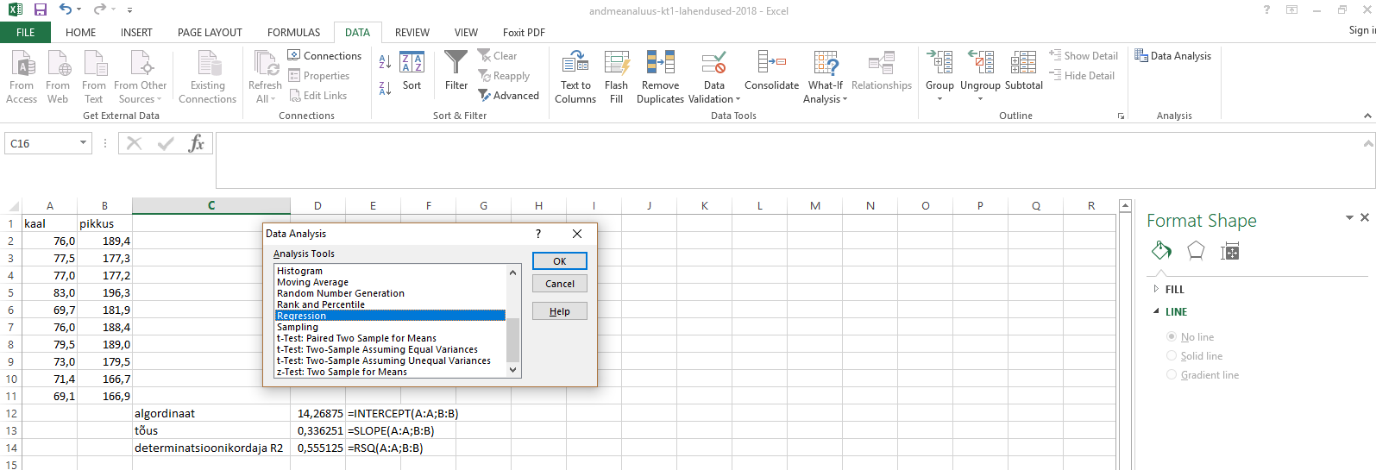 andmeanaluus-kt1-lahendused-2018 - Excel
FILE HOME INSERT PAGE LAYOUT FORMULAS DATA REVIEW VIEW Foxit PDF
From Access
From Web
From Text
From Other Sources
Existing Connections
Get External Data
Refresh All
Connections
Properties
Edit Links
Connections
Sort
Filter
Clear
Reapply
Advanced
Sort & Filter
Text to Columns
Flash Fill
Remove Duplicates
Data Validation
Consolidate
What-If Analysis
Relationships
Data Tools
Group
Ungroup
Subtotal
Show Detail
Hide Detail
Outline
Data Analysis
Analysis
C16
fx
A B C D E F G H I J K L M N O P Q R
1 kaal pikkus
2 76,0 189,4
3 77,5 177,3
4 77,0 177,2
5 83,0 196,3
6 69,7 181,9
7 76,0 188,4
8 79,5 189,0
9 73,0 179,5
10 71,4 166,7
11 69,1 166,9
12 algordinaat 14,26875 =INTERCEPT(A:A;B:B)
13 tõus 0,336251 =SLOPE(A:A;B:B)
14 determinatsioonikordaja R2 0,555125 =RSQ(A:A;B:B)
15
Data Analysis
Analysis Tools
Histogram
Moving Average
Random Number Generation
Rank and Percentile
Regression
Sampling
t-Test: Paired Two Sample for Means
t-Test: Two-Sample Assuming Equal Variances
t-Test: Two-Sample Assuming Unequal Variances
z-Test: Two Sample for Means
OK
Cancel
Help
Format Shape
FILL
LINE
No line
Solid line
Gradient line